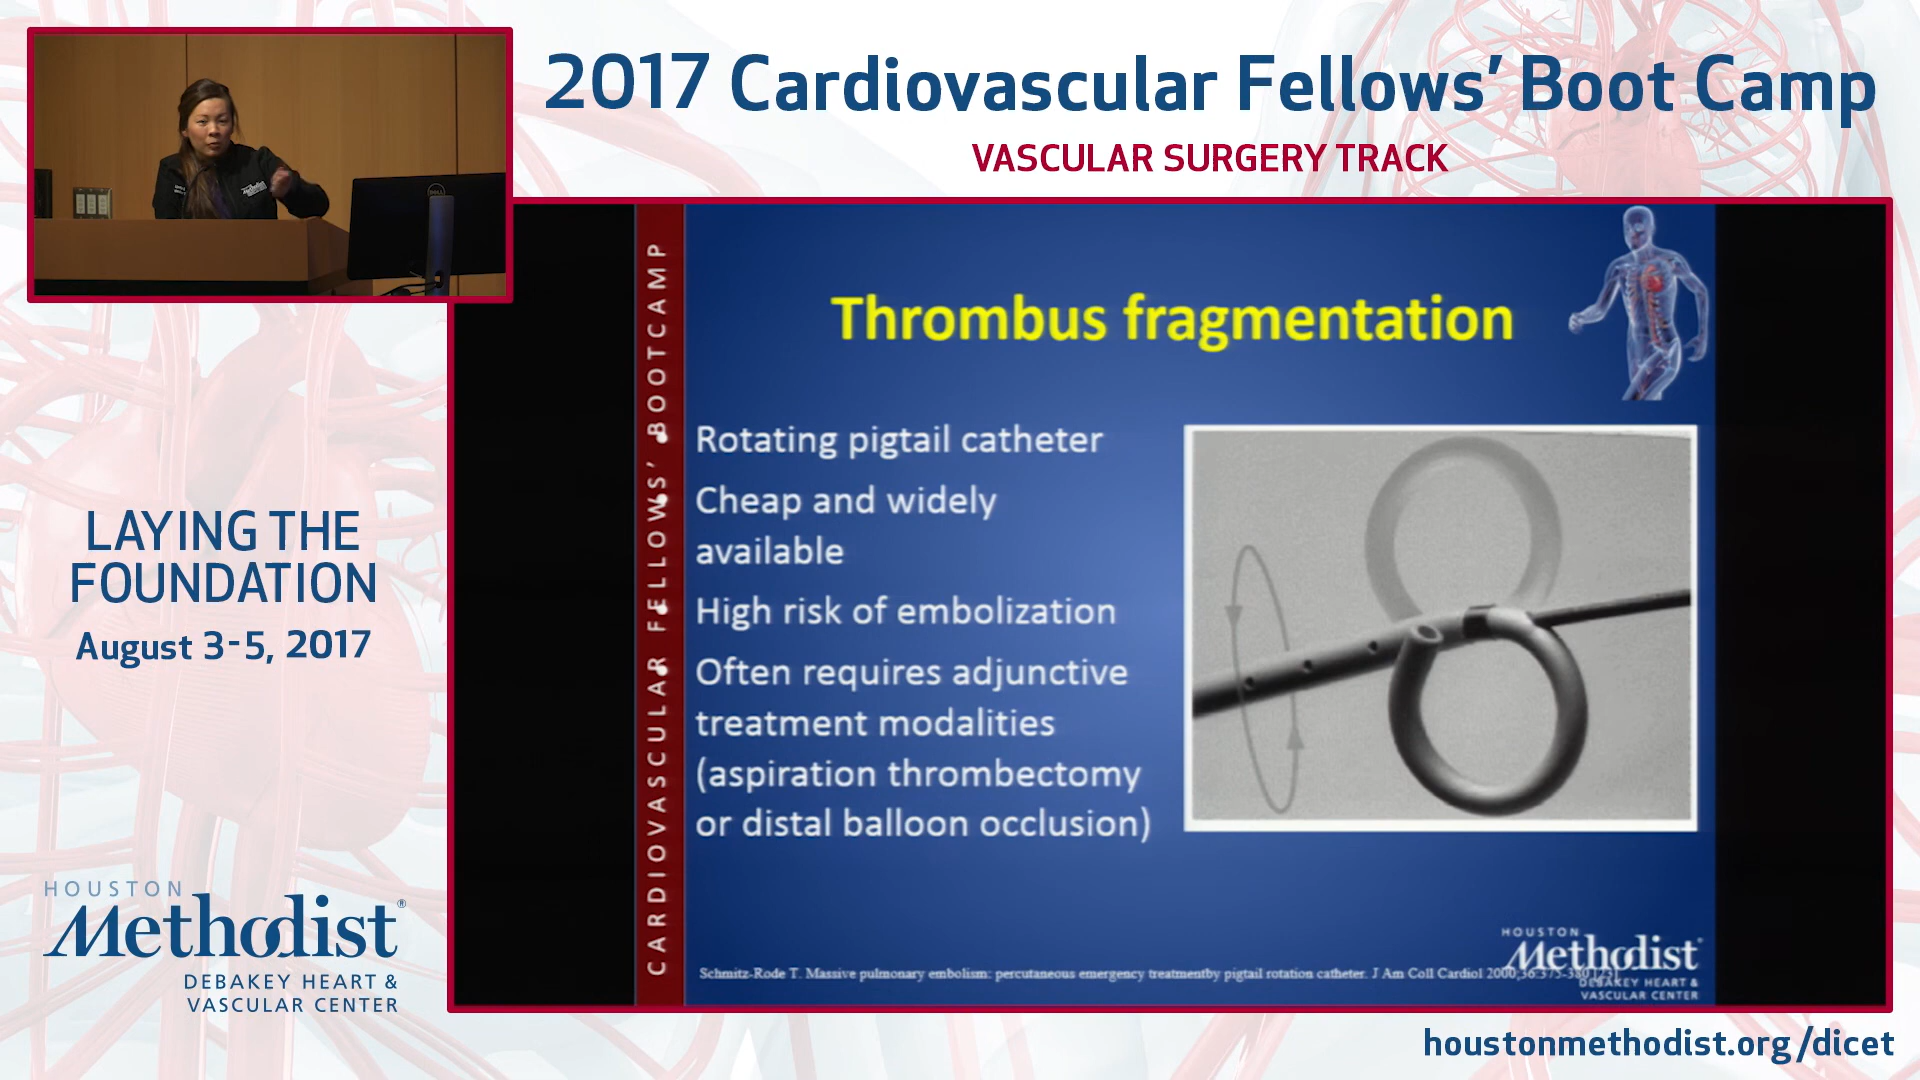 2017 Cardiovascular Fellows’ Boot Camp
VASCULAR SURGERY TRACK
LAYING THE
FOUNDATION
August 3-5, 2017
HOUSTON
Methodist®
DEBAKEY HEART &
VASCULAR CENTER
CARDIOVASCULAR FELLOWS’ BOOTCAMP
Thrombus fragmentation
Rotating pigtail catheter
Cheap and widely
available
High risk of embolization
Often requires adjunctive
treatment modalities
(aspiration thrombectomy
or distal balloon occlusion)
Schmitz-Rode T. Massive pulmonary embolism: percutaneous emergency treatmentby pigtail rotation catheter. J Am Coll Cardiol 2000;36:375-380 [23]
HOUSTON
Methodist
DEBAKEY HEART &
VASCULAR CENTER
DELL
houstonmethodist.org/dicet